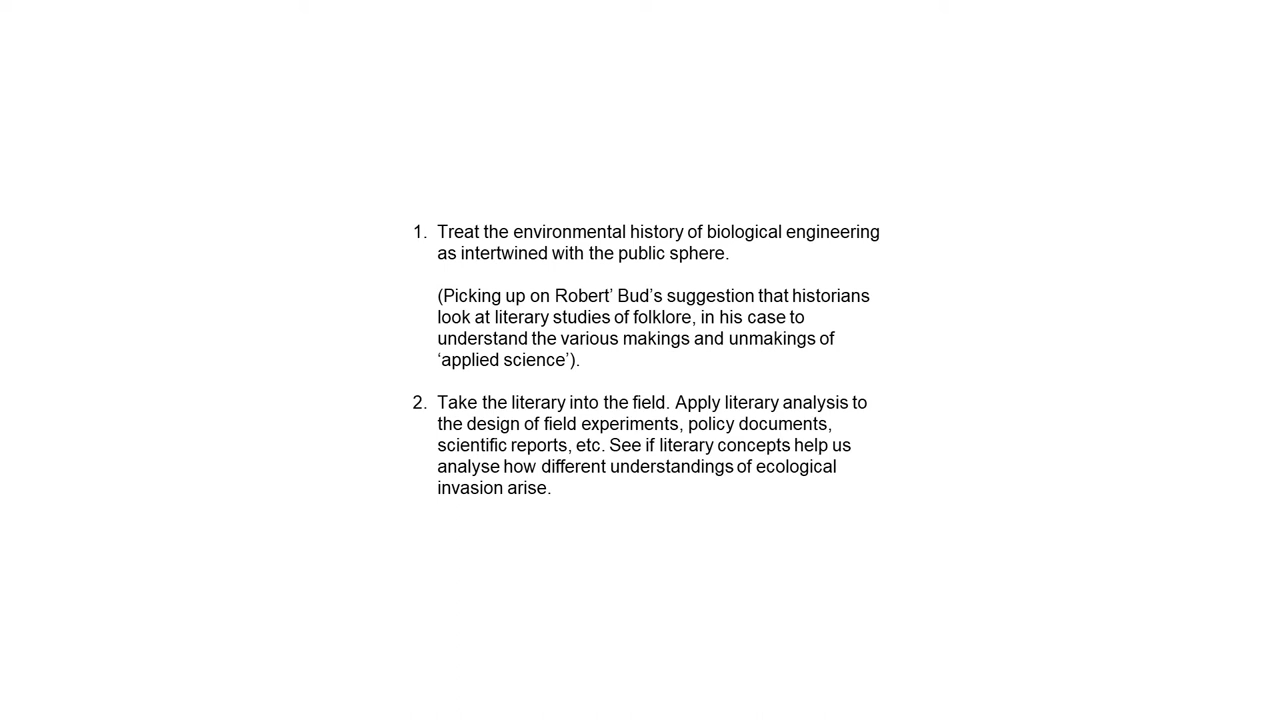 1. Treat the environmental history of biological engineering
as intertwined with the public sphere.
(Picking up on Robert’ Bud’s suggestion that historians
look at literary studies of folklore, in his case to
understand the various makings and unmakings of
‘applied science’).
2. Take the literary into the field. Apply literary analysis to
the design of field experiments, policy documents,
scientific reports, etc. See if literary concepts help us
analyse how different understandings of ecological
invasion arise.